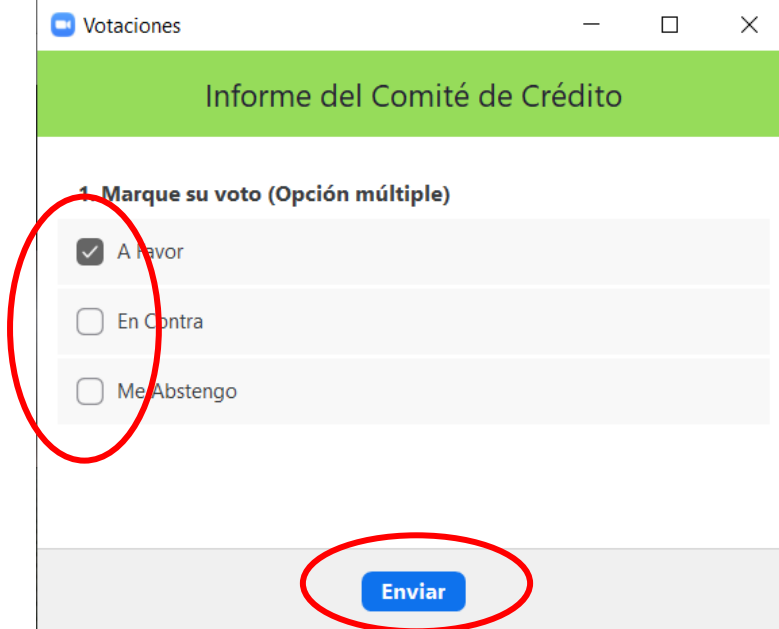 Votaciones
Informe del Comité de Crédito
1. Marque su voto (Opción múltiple)
A Favor
En Contra
Me Abstengo
Enviar